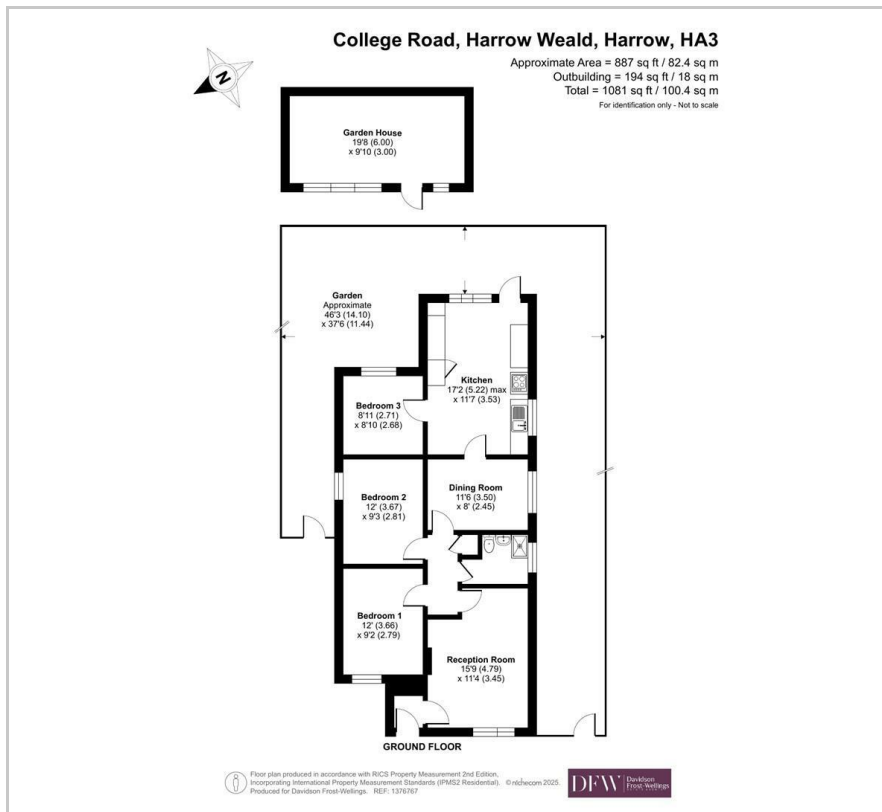 College Road, Harrow Weald, Harrow, HA3
Approximate Area = 887 sq ft / 82.4 sq m
Outbuilding = 194 sq ft / 18 sq m
Total = 1081 sq ft / 100.4 sq m
For identification only - Not to scale
N
Garden House
19'8 (6.00)
x 9'10 (3.00)
Garden
Approximate
46'3 (14.10)
x 37'6 (11.44)
Kitchen
17'2 (5.22) max
x 11'7 (3.53)
Bedroom 3
8'11 (2.71)
x 8'10 (2.68)
Dining Room
11'6 (3.50)
x 8' (2.45)
Bedroom 2
12' (3.67)
x 9'3 (2.81)
Bedroom 1
12' (3.66)
x 9'2 (2.79)
Reception Room
15'9 (4.79)
x 11'4 (3.45)
GROUND FLOOR
Floor plan produced in accordance with RICS Property Measurement 2nd Edition.
Incorporating International Property Measurement Standards (IPMS2 Residential). ©nichecom 2025.
Produced for Davidson Frost-Wellings. REF: 1376767
DFW
Davidson
Frost-Wellings